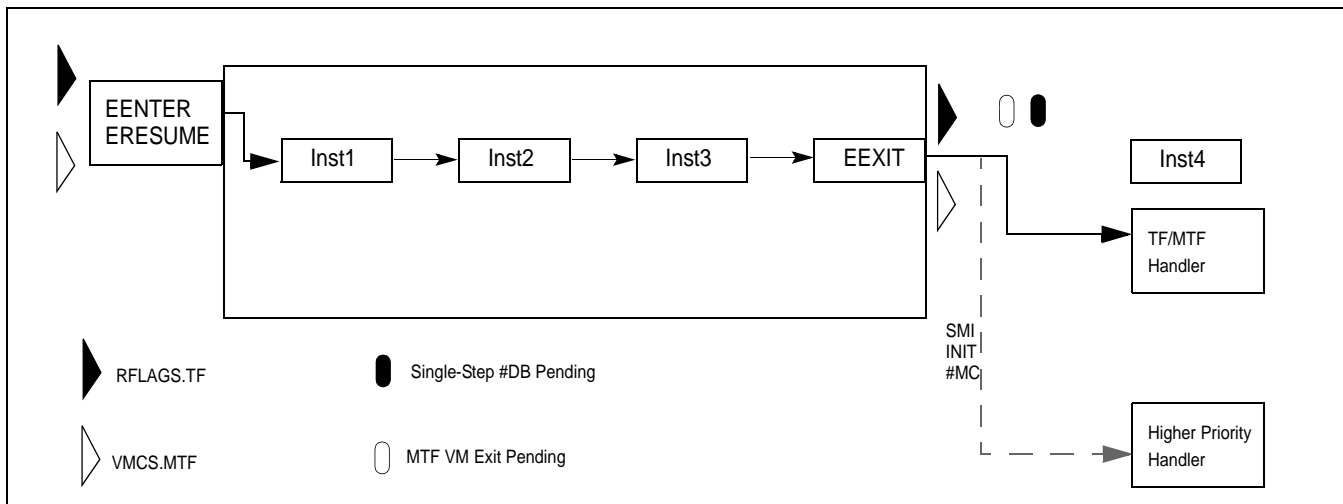 EENTER
ERESUME
Inst1
Inst2
Inst3
EEXIT
Inst4
TF/MTF
Handler
SMI
INIT
#MC
RFLAGS.TF
Single-Step #DB Pending
VMCS.MTF
MTF VM Exit Pending
Higher Priority
Handler